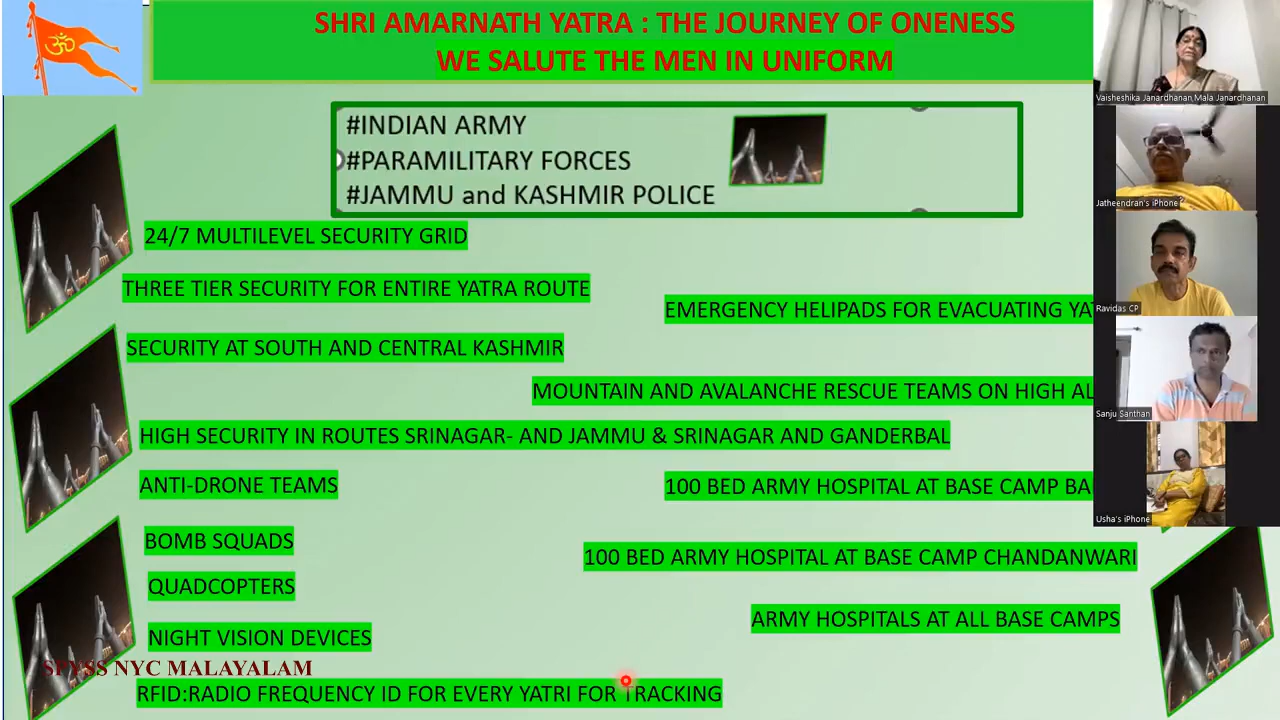 SHRI AMARNATH YATRA : THE JOURNEY OF ONENESS
WE SALUTE THE MEN IN UNIFORM
ॐ
#INDIAN ARMY
#PARAMILITARY FORCES
#JAMMU and KASHMIR POLICE
24/7 MULTILEVEL SECURITY GRID
THREE TIER SECURITY FOR ENTIRE YATRA ROUTE
EMERGENCY HELIPADS FOR EVACUATING
SECURITY AT SOUTH AND CENTRAL KASHMIR
MOUNTAIN AND AVALANCHE RESCUE TEAMS ON HIGH
HIGH SECURITY IN ROUTES SRINAGAR- AND JAMMU & SRINAGAR AND GANDERBAL
ANTI-DRONE TEAMS
100 BED ARMY HOSPITAL AT BASE CAMP
BOMB SQUADS
100 BED ARMY HOSPITAL AT BASE CAMP CHANDANWARI
QUADCOPTERS
ARMY HOSPITALS AT ALL BASE CAMPS
NIGHT VISION DEVICES
SPYSS NYC MALAYALAM
RFID:RADIO FREQUENCY ID FOR EVERY YATRI FOR TRACKING
Vaisheshika Janardhanan Mala Janardhanan
Jatheendran's iPhone
Ravidas CP
Sanju Santhan
Usha's iPhone